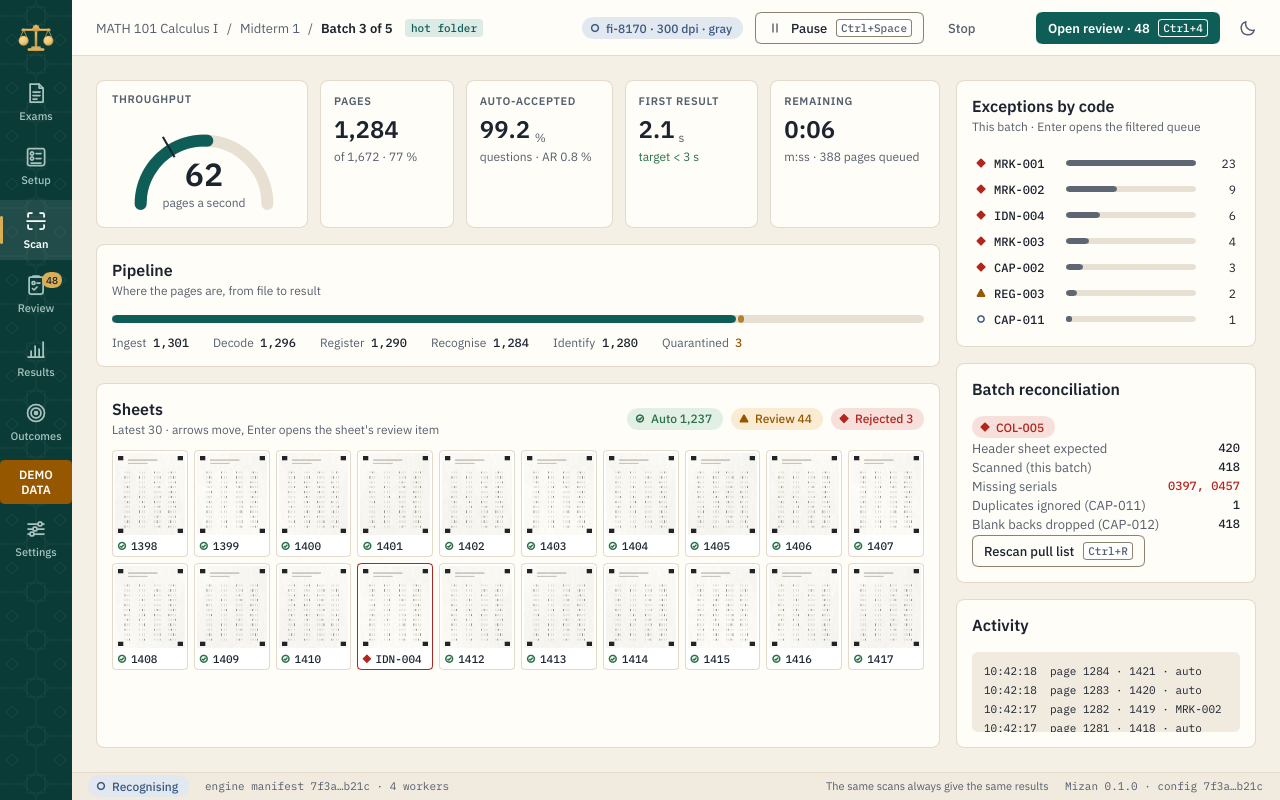 MATH 101 Calculus I / Midterm 1 / Batch 3 of 5 hot folder
fi-8170 · 300 dpi · gray
Pause Ctrl+Space
Stop
Open review · 48 Ctrl+4
Exams
Setup
Scan
48
Review
Results
Outcomes
DEMO
DATA
Settings
THROUGHPUT
62
pages a second
PAGES
1,284
of 1,672 · 77 %
AUTO-ACCEPTED
99.2 %
questions · AR 0.8 %
FIRST RESULT
2.1 s
target < 3 s
REMAINING
0:06
m:ss · 388 pages queued
Pipeline
Where the pages are, from file to result
Ingest 1,301 Decode 1,296 Register 1,290 Recognise 1,284 Identify 1,280 Quarantined 3
Sheets
Latest 30 · arrows move, Enter opens the sheet's review item
Auto 1,237 Review 44 Rejected 3
1398 1399 1400 1401 1402 1403 1404 1405 1406 1407
1408 1409 1410 IDN-004 1412 1413 1414 1415 1416 1417
Exceptions by code
This batch · Enter opens the filtered queue
MRK-001 23
MRK-002 9
IDN-004 6
MRK-003 4
CAP-002 3
REG-003 2
CAP-011 1
Batch reconciliation
COL-005
Header sheet expected 420
Scanned (this batch) 418
Missing serials 0397, 0457
Duplicates ignored (CAP-011) 1
Blank backs dropped (CAP-012) 418
Rescan pull list Ctrl+R
Activity
10:42:18 page 1284 · 1421 · auto
10:42:18 page 1283 · 1420 · auto
10:42:17 page 1282 · 1419 · MRK-002
10:42:17 page 1281 · 1418 · auto
Recognising
engine manifest 7f3a…b21c · 4 workers
The same scans always give the same results
Mizan 0.1.0 · config 7f3a…b21c